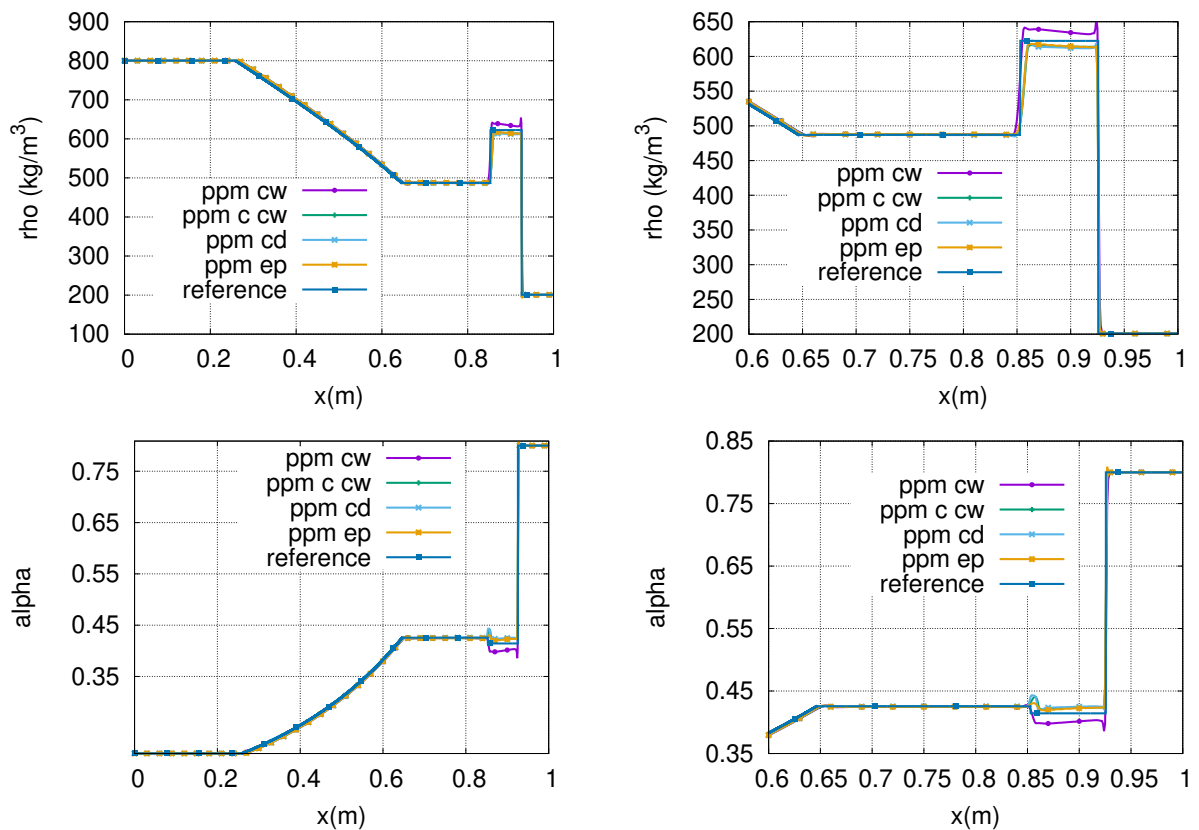 900
800
700
600
500
400
300
200
100
0 0.2 0.4 0.6 0.8 1
rho (kg/m³)
x(m)
ppm cw
ppm c cw
ppm cd
ppm ep
reference
650
600
550
500
450
400
350
300
250
200
0.6 0.65 0.7 0.75 0.8 0.85 0.9 0.95 1
rho (kg/m³)
x(m)
ppm cw
ppm c cw
ppm cd
ppm ep
reference
0.75
0.65
0.55
0.45
0.35
0 0.2 0.4 0.6 0.8 1
alpha
x(m)
ppm cw
ppm c cw
ppm cd
ppm ep
reference
0.85
0.75
0.65
0.55
0.45
0.35
0.6 0.65 0.7 0.75 0.8 0.85 0.9 0.95 1
alpha
x(m)
ppm cw
ppm c cw
ppm cd
ppm ep
reference